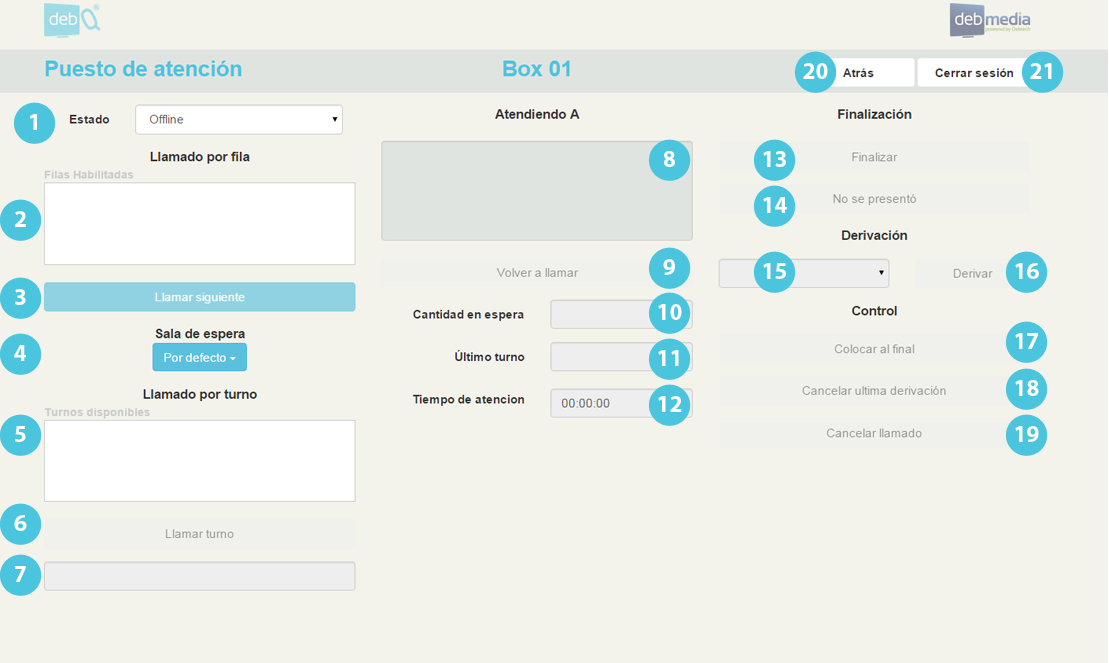 deb Q
debmedia
powered by Debtech
Puesto de atención
Box 01
20
Atrás
Cerrar sesión
21
1
Estado
Offline
Llamado por fila
Filas Habilitadas
2
3
Llamar siguiente
Sala de espera
4
Por defecto
Llamado por turno
Turnos disponibles
5
6
Llamar turno
7
Atendiendo A
8
Volver a llamar
9
Cantidad en espera
10
Último turno
11
Tiempo de atencion
00:00:00
12
Finalización
13
Finalizar
14
No se presentó
Derivación
15
Derivar
16
Control
Colocar al final
17
Cancelar ultima derivación
18
Cancelar llamado
19